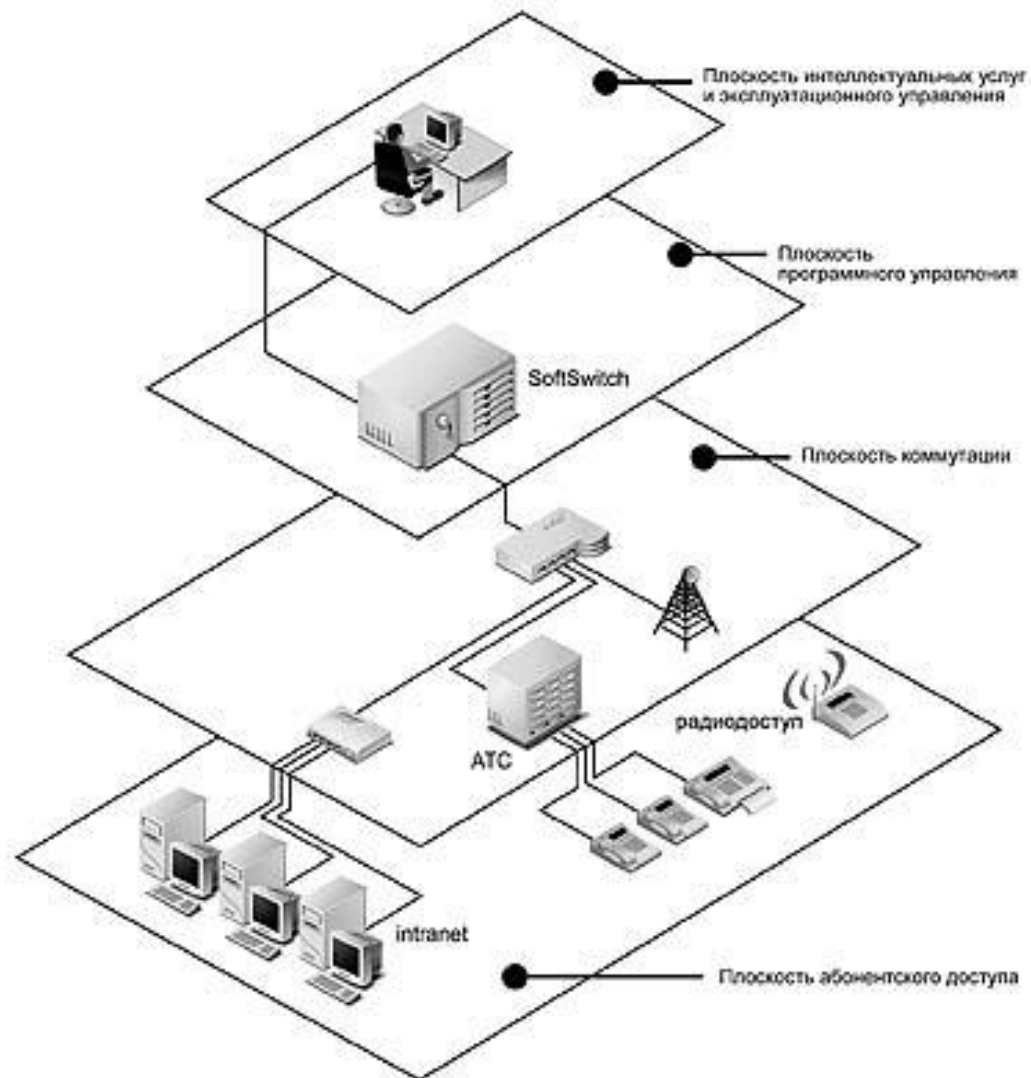 Плоскость интеллектуальных услуг
и эксплуатационного управления
Плоскость
программного управления
SoftSwitch
Плоскость коммутации
радиодоступ
АТС
intranet
Плоскость абонентского доступа